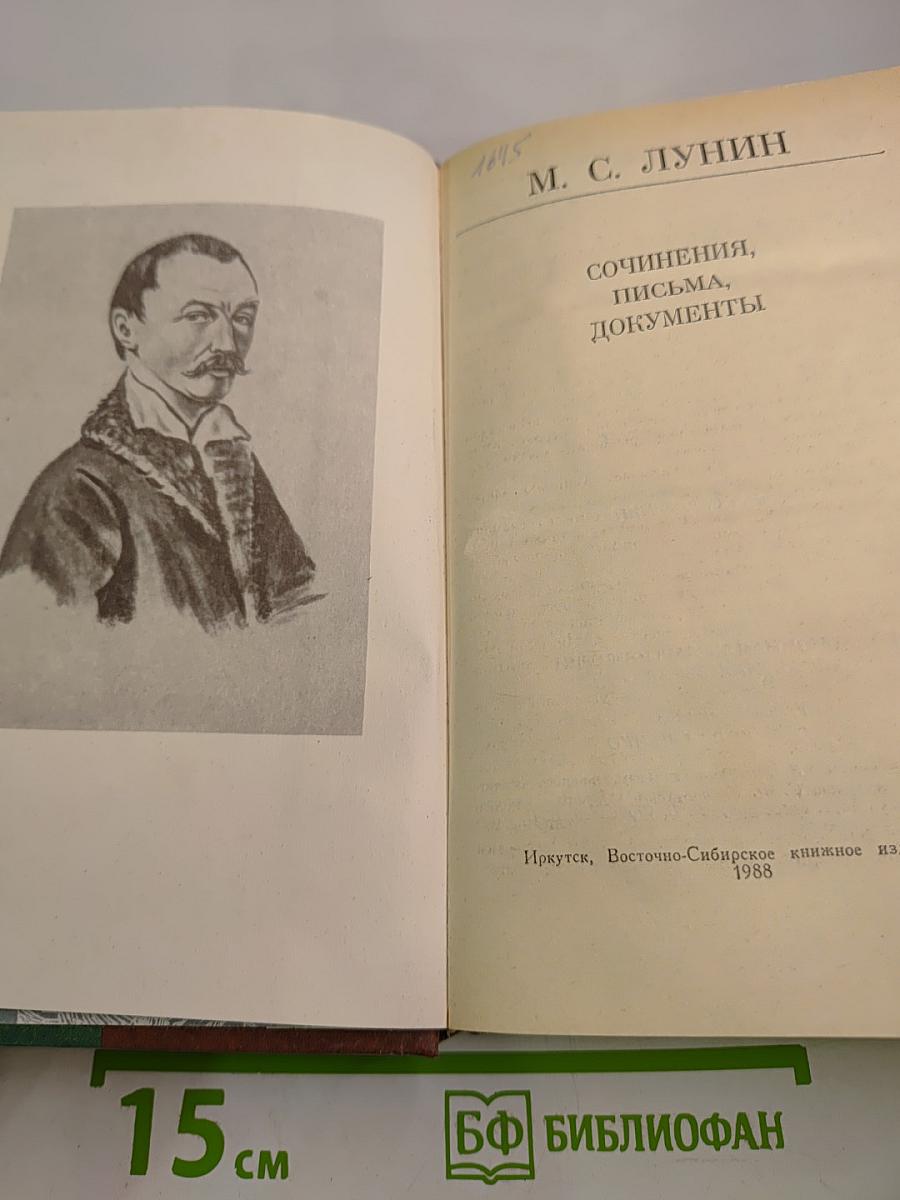 1645
М. С. ЛУНИН
СОЧИНЕНИЯ,
ПИСЬМА,
ДОКУМЕНТЫ
Иркутск, Восточно-Сибирское книжное из
1988
15 см
БФ БИБЛИОФАН